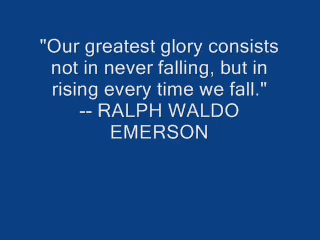 "Our greatest glory consists
not in never falling, but in
rising every time we fall."
-- RALPH WALDO
EMERSON